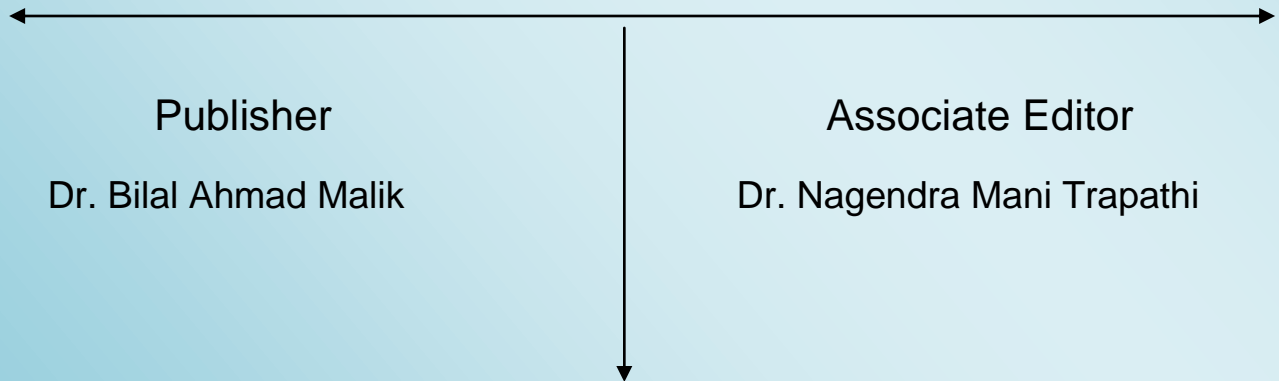 Publisher
Dr. Bilal Ahmad Malik
Associate Editor
Dr. Nagendra Mani Trapathi